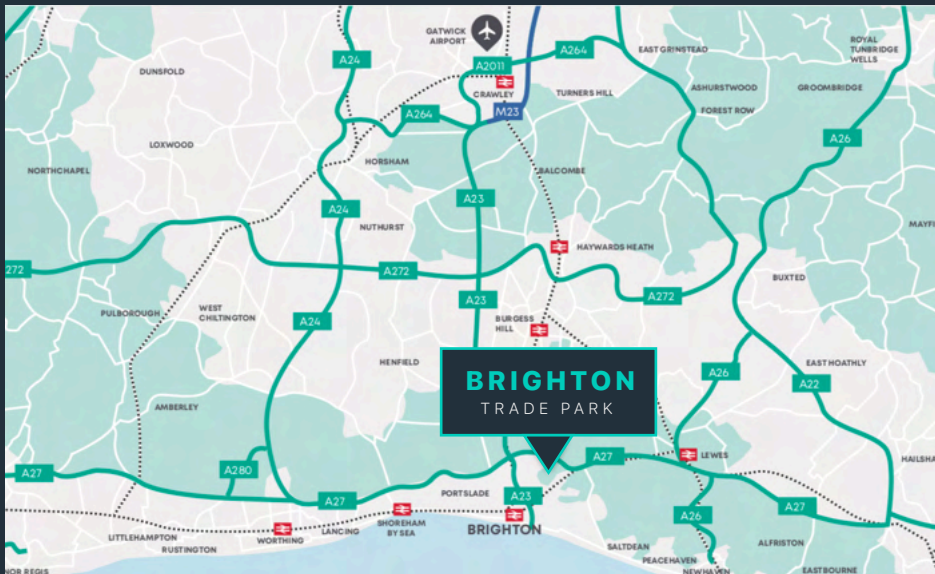 GATWICK
AIRPORT
A24
A264
EAST GRINSTEAD
ROYAL
TUNBRIDGE
WELLS
A2011
DUNSFOLD
CRAWLEY
TURNERS HILL
ASHURSTWOOD
GROOMBRIDGE
A264
M23
FOREST ROW
A26
LOXWOOD
HORSHAM
NORTHCHAPEL
BALCOMBE
A23
A24
NUTHURST
MAYFI
HAYWARDS HEATH
272
A272
BUXTED
A272
A23
PULBOROUGH
WEST
CHILTINGTON
A24
BURGESS
HILL
HENFIELD
EAST HOATHLY
A26
A22
BRIGHTON
TRADE PARK
AMBERLEY
A27
LEWES
HAILSHA
A27
A280
A27
PORTSLADE
A23
A27
A26
SHOREHAM
BY SEA
BRIGHTON
LITTLEHAMPTON
RUSTINGTON
WORTHING
LANCING
SALTDEAN
ALFRISTON
PEACEHAVEN
NEWHAVEN
EASTBOURNE
NOR REGIS